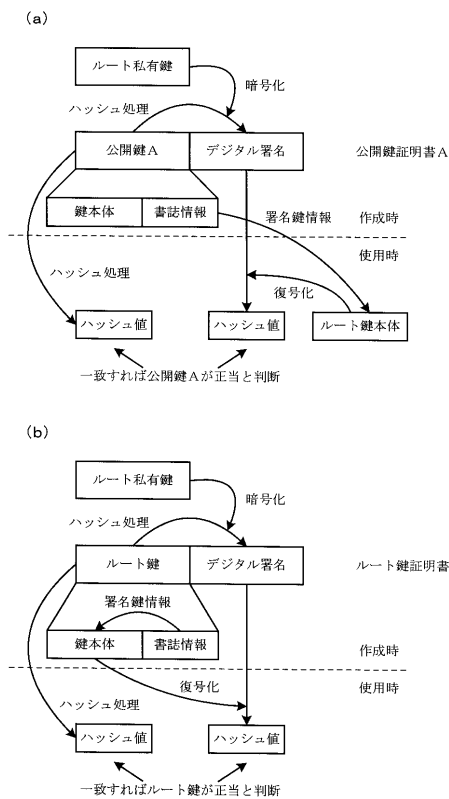 (a)
ルート私有鍵
暗号化
ハッシュ処理
公開鍵A
デジタル署名
公開鍵証明書A
鍵本体
書誌情報
署名鍵情報
作成時
使用時
ハッシュ処理
復号化
ハッシュ値
ハッシュ値
ルート鍵本体
一致すれば公開鍵Aが正当と判断
(b)
ルート私有鍵
暗号化
ハッシュ処理
ルート鍵
デジタル署名
ルート鍵証明書
署名鍵情報
鍵本体
書誌情報
作成時
復号化
使用時
ハッシュ処理
ハッシュ値
ハッシュ値
一致すればルート鍵が正当と判断